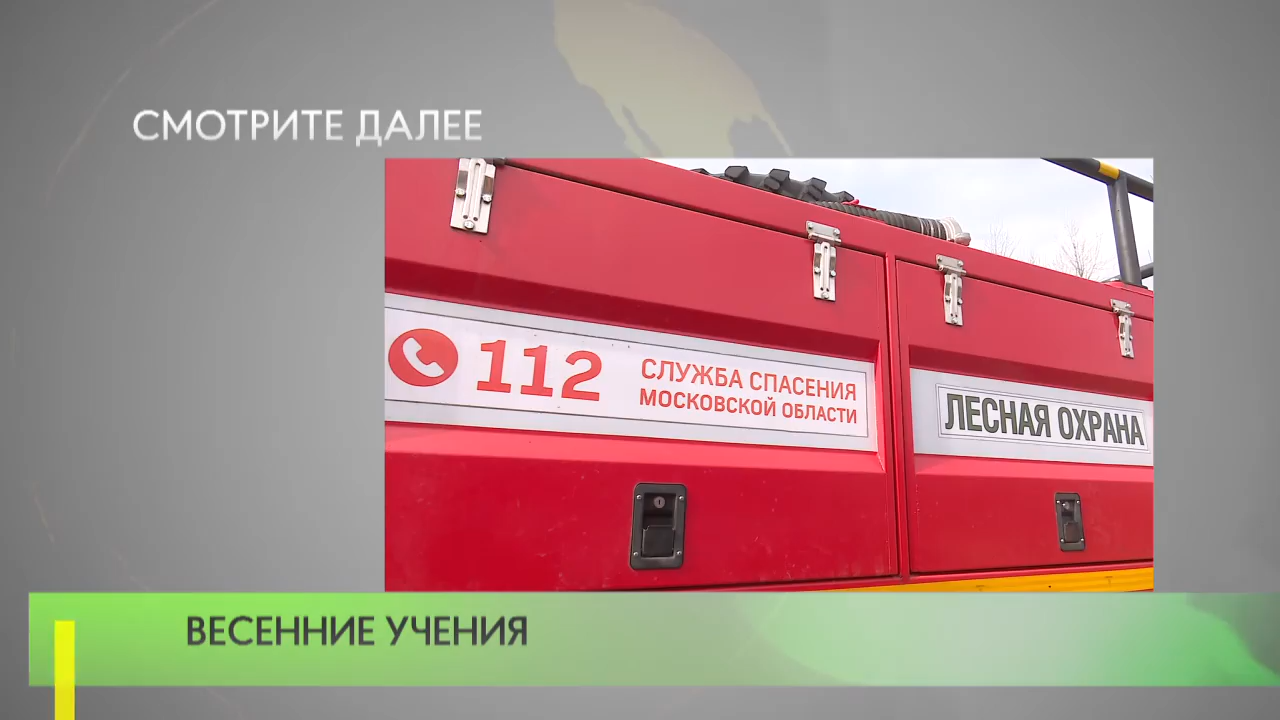 СМОТРИТЕ ДАЛЕЕ
112
СЛУЖБА СПАСЕНИЯ
МОСКОВСКОЙ ОБЛАСТИ
ЛЕСНАЯ ОХРАНА
ВЕСЕННИЕ УЧЕНИЯ